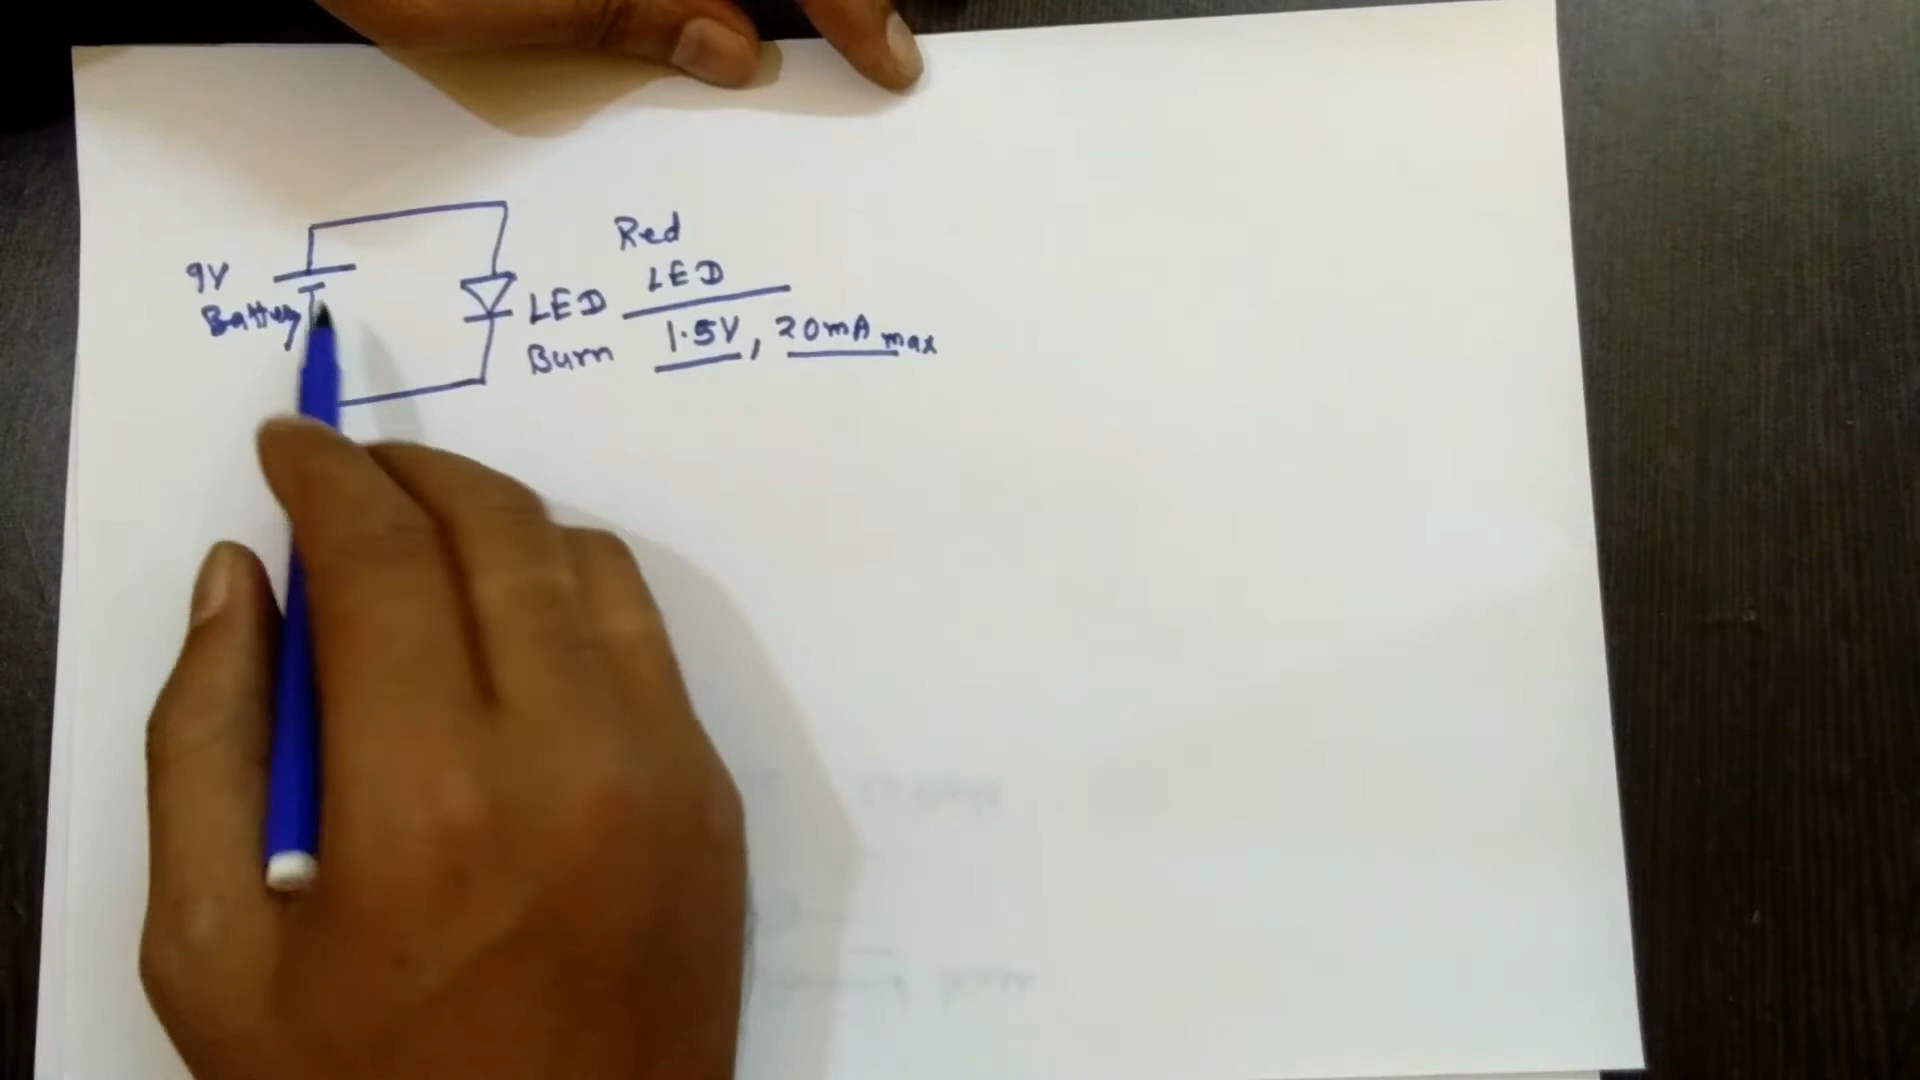 9V
Battery
LED
Burn
Red
LED
1.5V, 20mA max